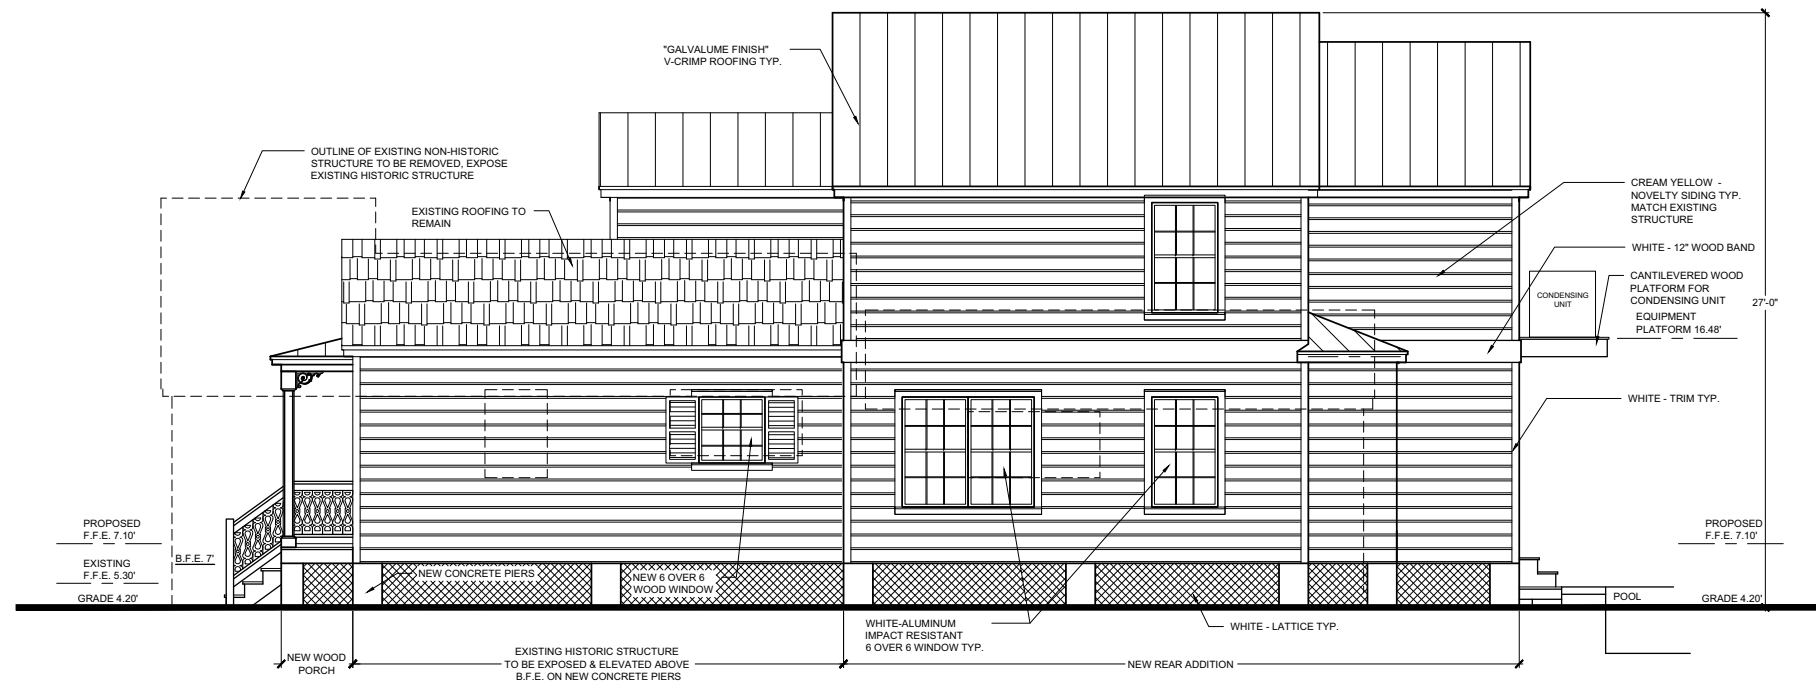 "GALVALUME FINISH"
V-CRIMP ROOFING TYP.
OUTLINE OF EXISTING NON-HISTORIC
STRUCTURE TO BE REMOVED, EXPOSE
EXISTING HISTORIC STRUCTURE
EXISTING ROOFING TO
REMAIN
CREAM YELLOW -
NOVELTY SIDING TYP.
MATCH EXISTING
STRUCTURE
WHITE - 12" WOOD BAND
CANTILEVERED WOOD
PLATFORM FOR
CONDENSING UNIT
CONDENSING
UNIT
27'-0"
EQUIPMENT
PLATFORM 16.48'
WHITE - TRIM TYP.
PROPOSED
F.F.E. 7.10'
EXISTING
F.F.E. 5.30'
GRADE 4.20'
B.F.E. 7'
NEW CONCRETE PIERS
NEW 6 OVER 6
WOOD WINDOW
PROPOSED
F.F.E. 7.10'
POOL
GRADE 4.20'
WHITE-ALUMINUM
IMPACT RESISTANT
6 OVER 6 WINDOW TYP.
WHITE - LATTICE TYP.
NEW WOOD
PORCH
EXISTING HISTORIC STRUCTURE
TO BE EXPOSED & ELEVATED ABOVE
B.F.E. ON NEW CONCRETE PIERS
NEW REAR ADDITION